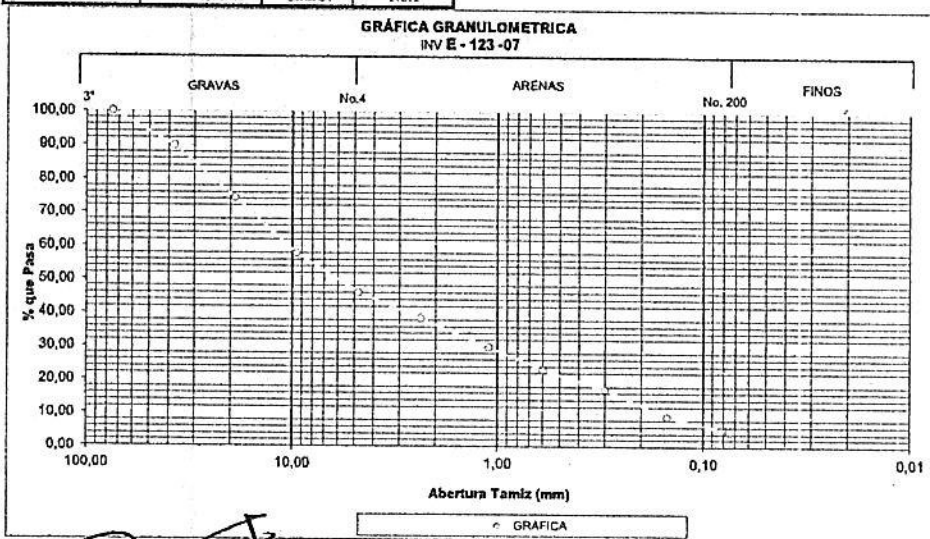 GRÁFICA GRANULOMETRICA
INV E - 123 -07
GRAVAS
ARENAS
FINOS
3"
No.4
No. 200
% que Pasa
100,00
90,00
80,00
70,00
60,00
50,00
40,00
30,00
20,00
10,00
0,00
100,00
10,00
1,00
0,10
0,01
Abertura Tamiz (mm)
GRÁFICA